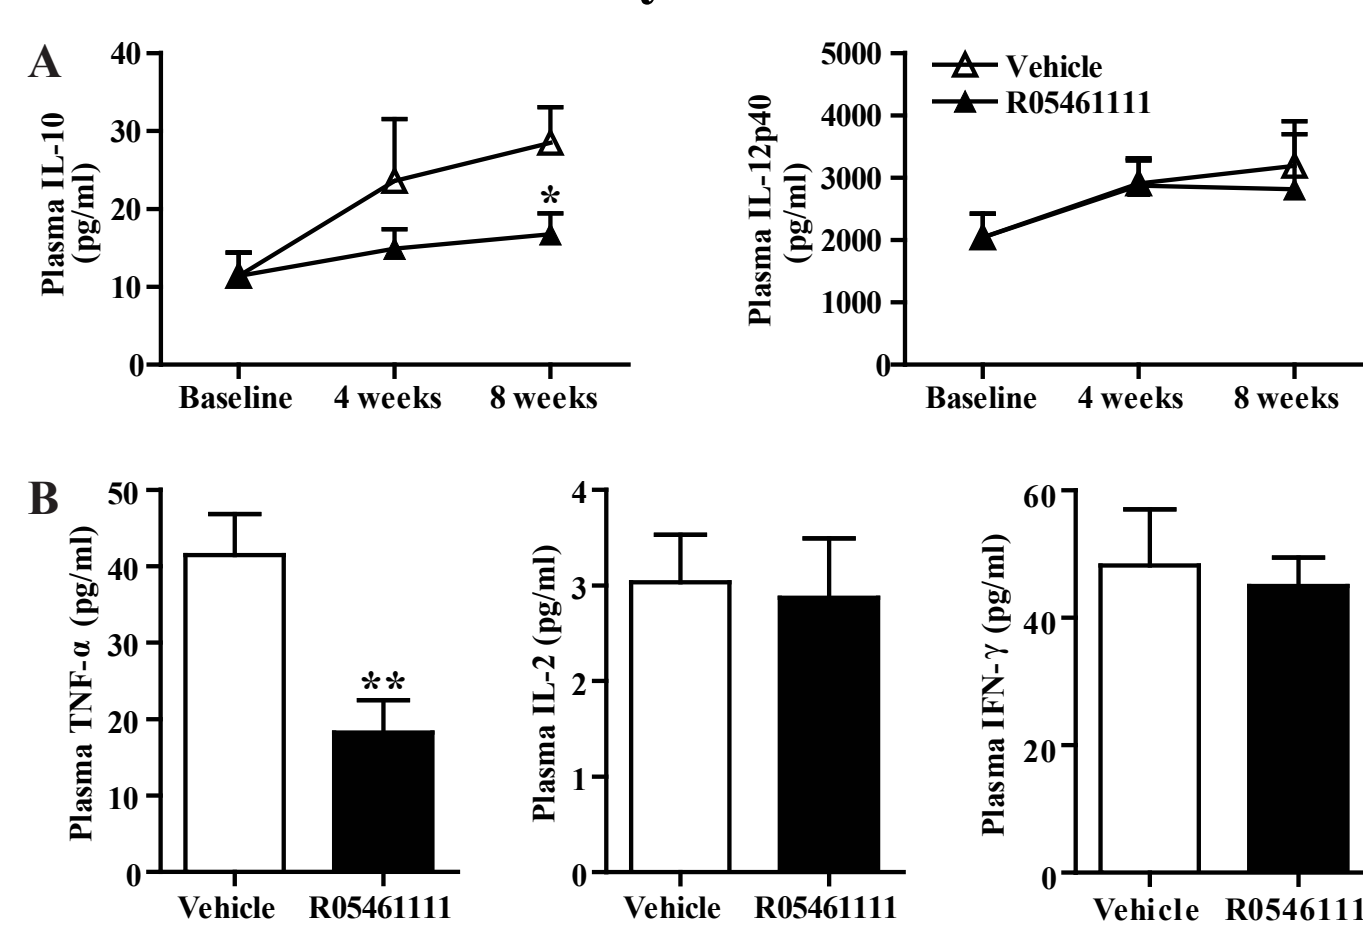 A
Plasma IL-10
(pg/ml)
40
30
20
10
0
*
Baseline 4 weeks 8 weeks
Plasma IL-12p40
(pg/ml)
5000
4000
3000
2000
1000
0
Vehicle
R05461111
Baseline 4 weeks 8 weeks
B
Plasma TNF-α (pg/ml)
50
40
30
20
10
0
**
Vehicle R05461111
Plasma IL-2 (pg/ml)
4
3
2
1
0
Vehicle R05461111
Plasma IFN-γ (pg/ml)
60
40
20
0
Vehicle R0546111